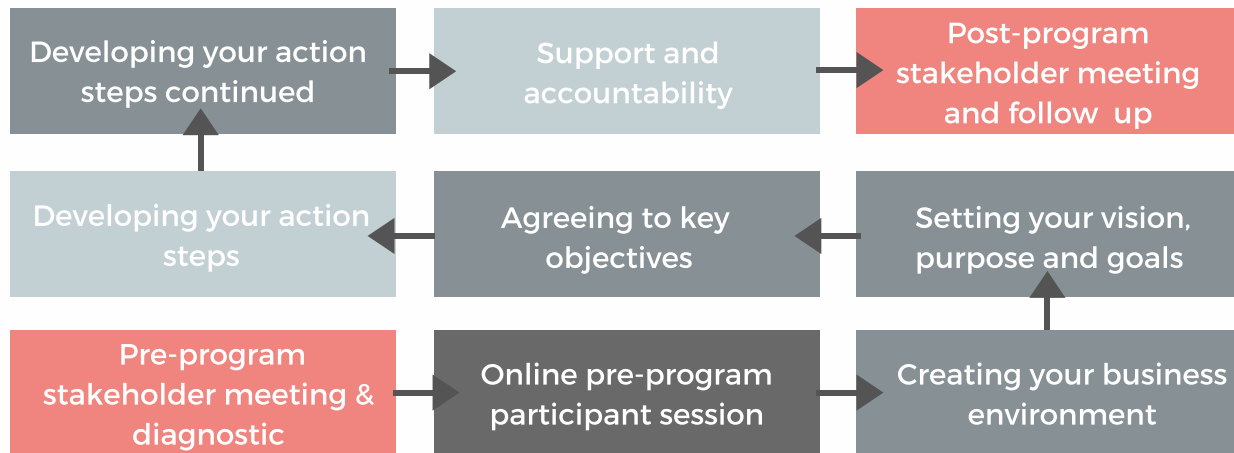 Developing your action
steps continued
Support and
accountability
Post-program
stakeholder meeting
and follow up
Developing your action
steps
Agreeing to key
objectives
Setting your vision,
purpose and goals
Pre-program
stakeholder meeting &
diagnostic
Online pre-program
participant session
Creating your business
environment